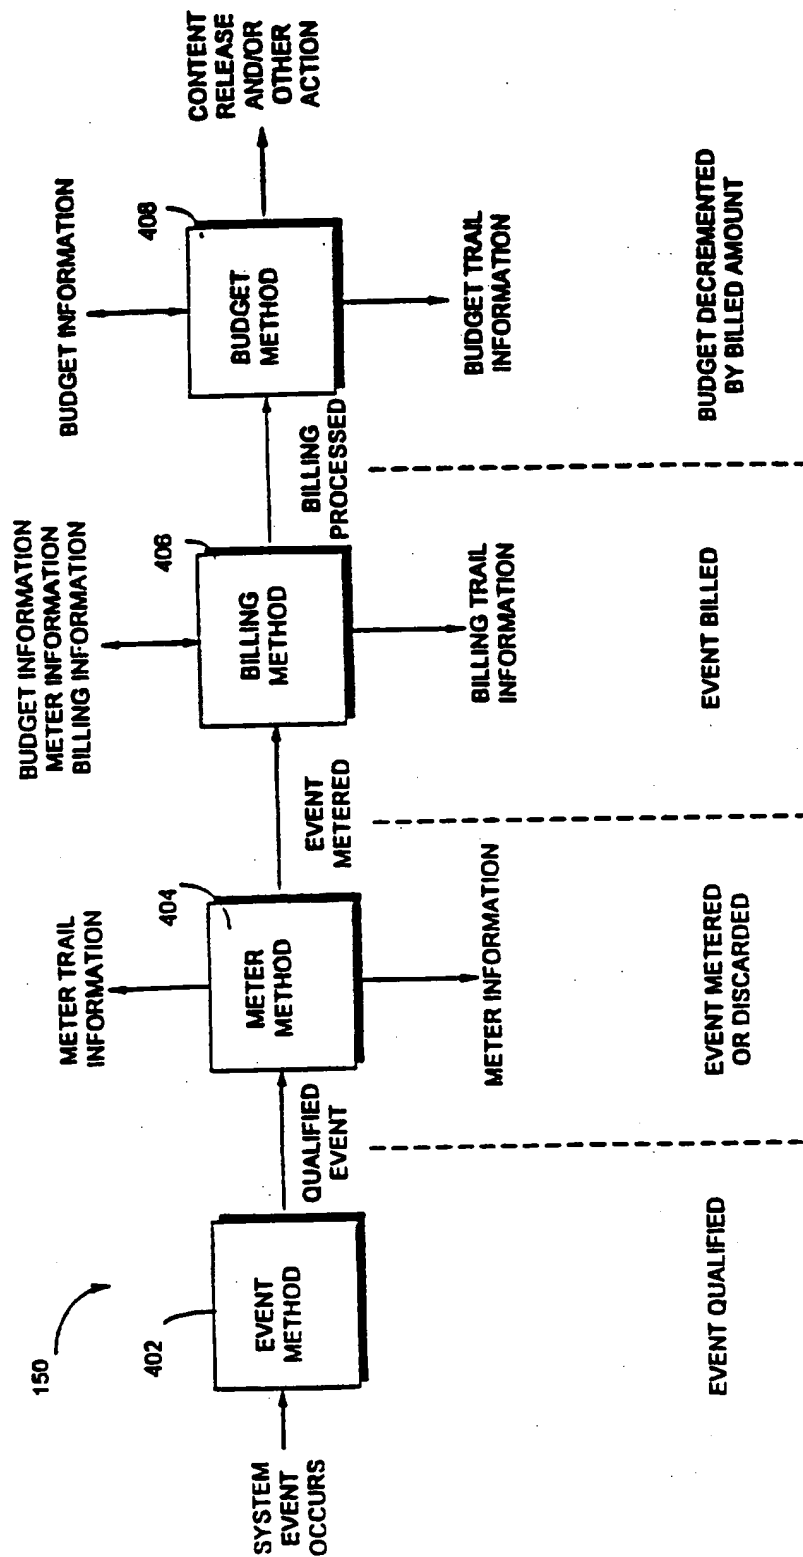 150
SYSTEM
EVENT
OCCURS
402
EVENT
METHOD
QUALIFIED
EVENT
EVENT QUALIFIED
METER TRAIL
INFORMATION
404
METER
METHOD
EVENT
METERED
METER INFORMATION
EVENT METERED
OR DISCARDED
BUDGET INFORMATION
METER INFORMATION
BILLING INFORMATION
406
BILLING
METHOD
BILLING
PROCESSED
BILLING TRAIL
INFORMATION
EVENT BILLED
BUDGET INFORMATION
408
BUDGET
METHOD
CONTENT
RELEASE
AND/OR
OTHER
ACTION
BUDGET TRAIL
INFORMATION
BUDGET DECREMENTED
BY BILLED AMOUNT